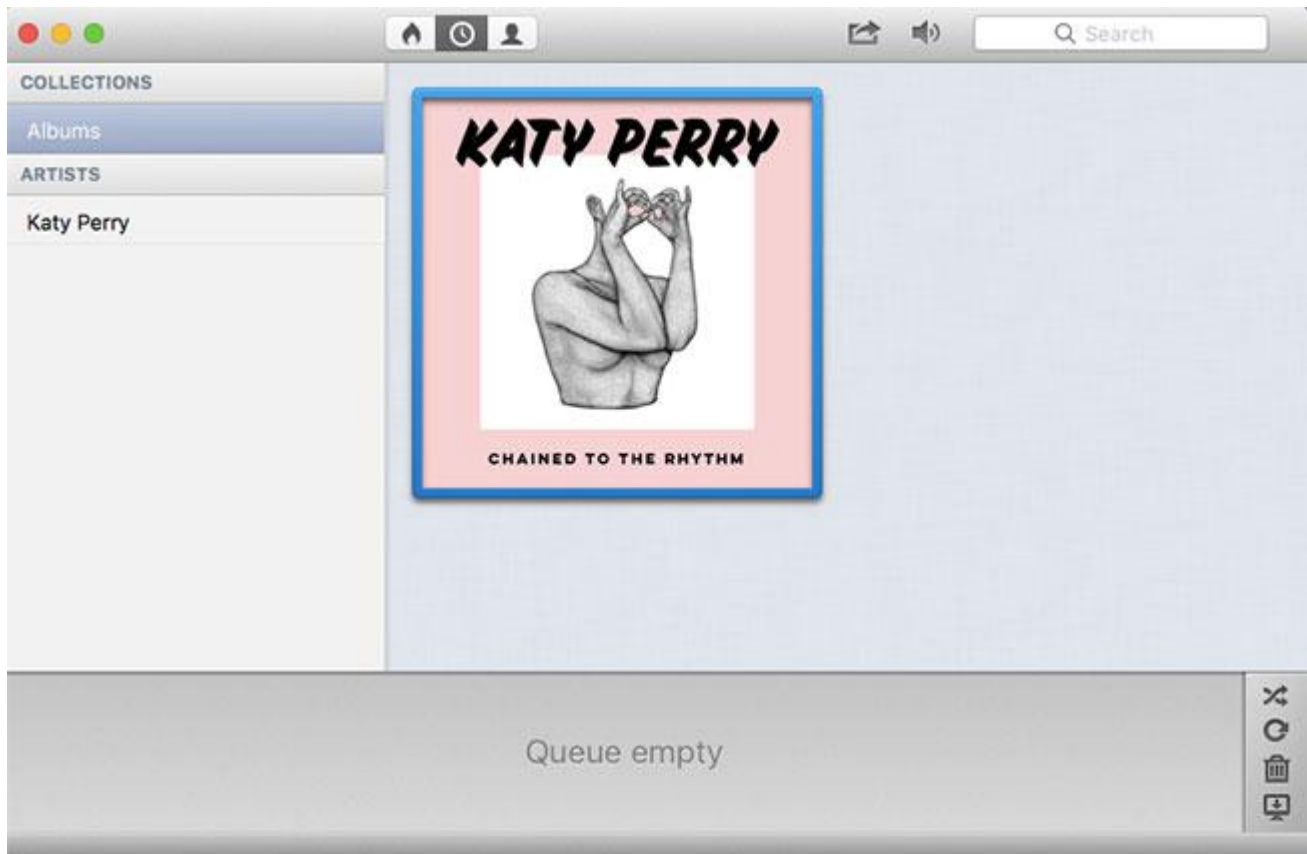 Search
COLLECTIONS
Albums
ARTISTS
Katy Perry
KATY PERRY
CHAINED TO THE RHYTHM
Queue empty